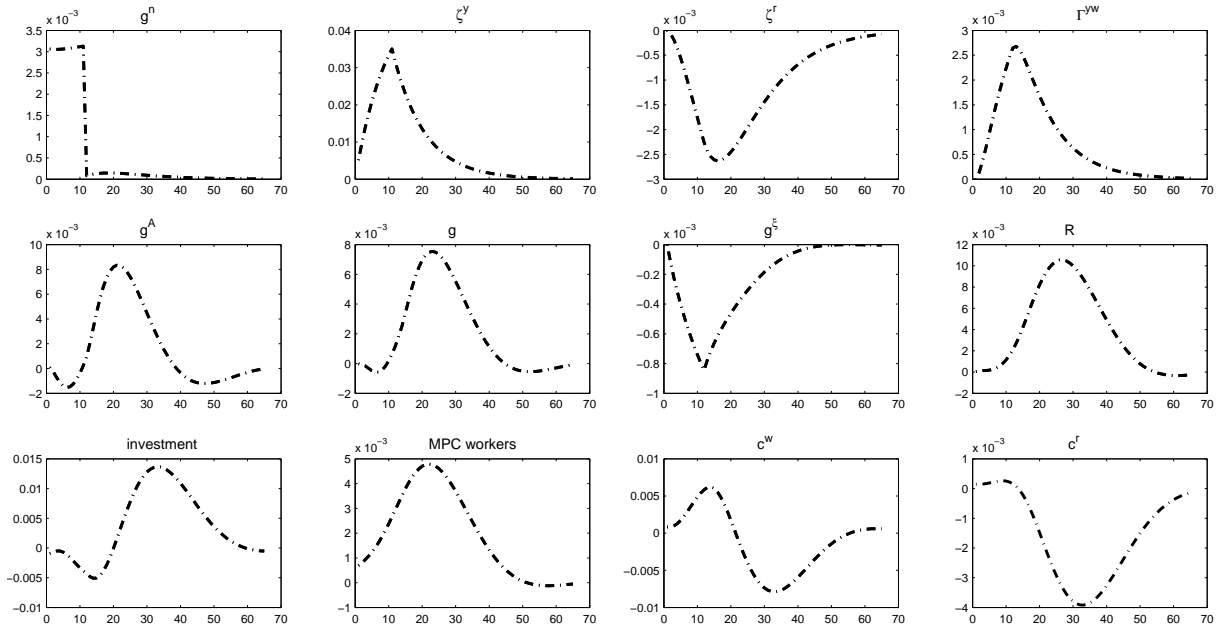 g^n
x 10^-3
3.5
3
2.5
2
1.5
1
0.5
0
0 10 20 30 40 50 60 70
ζ^y
0.04
0.03
0.02
0.01
0
0 10 20 30 40 50 60 70
ζ^r
x 10^-3
0
−0.5
−1
−1.5
−2
−2.5
−3
0 10 20 30 40 50 60 70
Γ^yw
x 10^-3
3
2.5
2
1.5
1
0.5
0
0 10 20 30 40 50 60 70
g^A
x 10^-3
10
8
6
4
2
0
−2
0 10 20 30 40 50 60 70
g
x 10^-3
8
6
4
2
0
−2
0 10 20 30 40 50 60 70
g^ξ
x 10^-3
0
−0.2
−0.4
−0.6
−0.8
−1
0 10 20 30 40 50 60 70
R
x 10^-3
12
10
8
6
4
2
0
−2
0 10 20 30 40 50 60 70
investment
0.015
0.01
0.005
0
−0.005
−0.01
0 10 20 30 40 50 60 70
MPC workers
x 10^-3
5
4
3
2
1
0
−1
0 10 20 30 40 50 60 70
c^w
0.01
0.005
0
−0.005
−0.01
0 10 20 30 40 50 60 70
c^r
x 10^-3
1
0
−1
−2
−3
−4
0 10 20 30 40 50 60 70